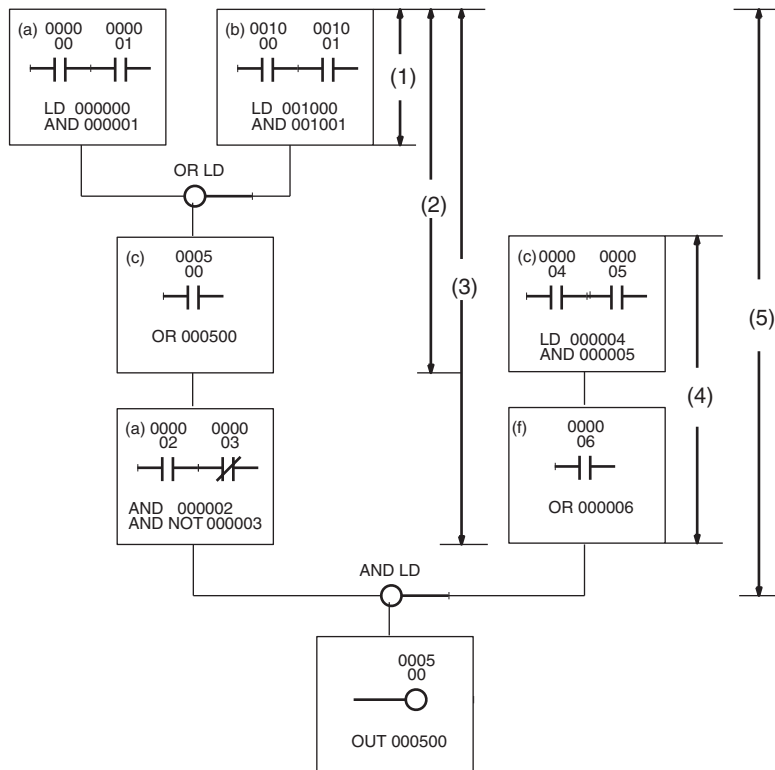 (a) 0000 0000
00 01
LD 000000
AND 000001
(b) 0010 0010
00 01
LD 001000
AND 001001
(1)
OR LD
(2)
(c) 0005
00
OR 000500
(3)
(c) 0000 0000
04 05
LD 000004
AND 000005
(4)
(5)
(a) 0000 0000
02 03
AND 000002
AND NOT 000003
(f) 0000
06
OR 000006
AND LD
0005
00
OUT 000500